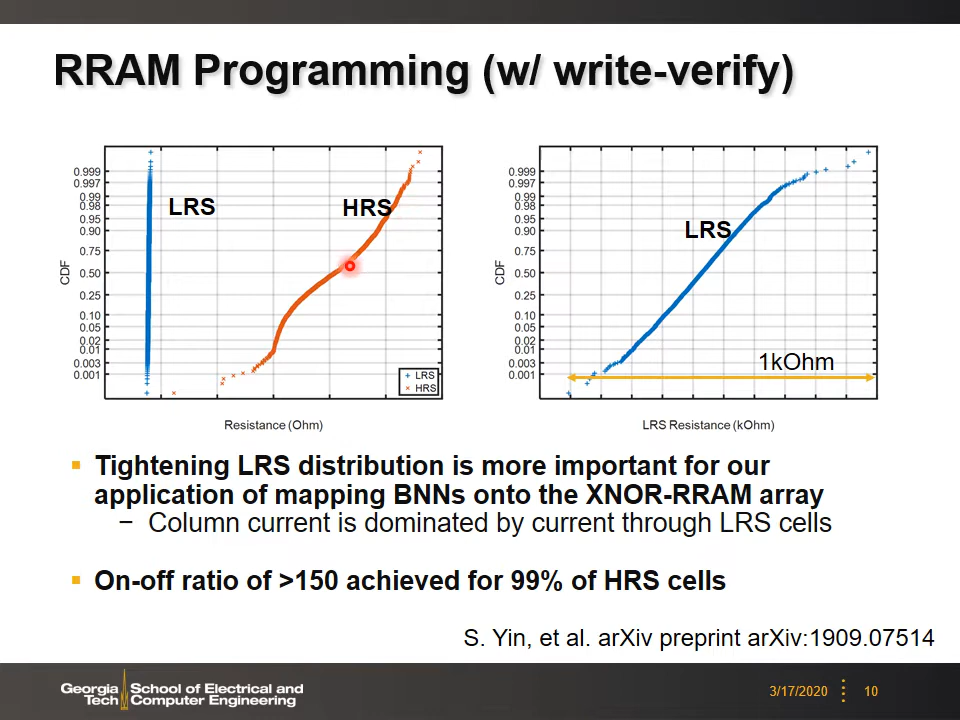 RRAM Programming (w/ write-verify)
0.999
0.997
0.99
0.98
0.95
0.90
0.75
0.50
0.25
0.10
0.05
0.02
0.01
0.003
0.001
CDF
LRS
HRS
LRS
HRS
Resistance (Ohm)
0.999
0.997
0.99
0.98
0.95
0.90
0.75
0.50
0.25
0.10
0.05
0.02
0.01
0.003
0.001
CDF
LRS
1kOhm
LRS Resistance (kOhm)
Tightening LRS distribution is more important for our
application of mapping BNNs onto the XNOR-RRAM array
− Column current is dominated by current through LRS cells
On-off ratio of >150 achieved for 99% of HRS cells
S. Yin, et al. arXiv preprint arXiv:1909.07514
Georgia Tech
School of Electrical and
Computer Engineering
3/17/2020
10